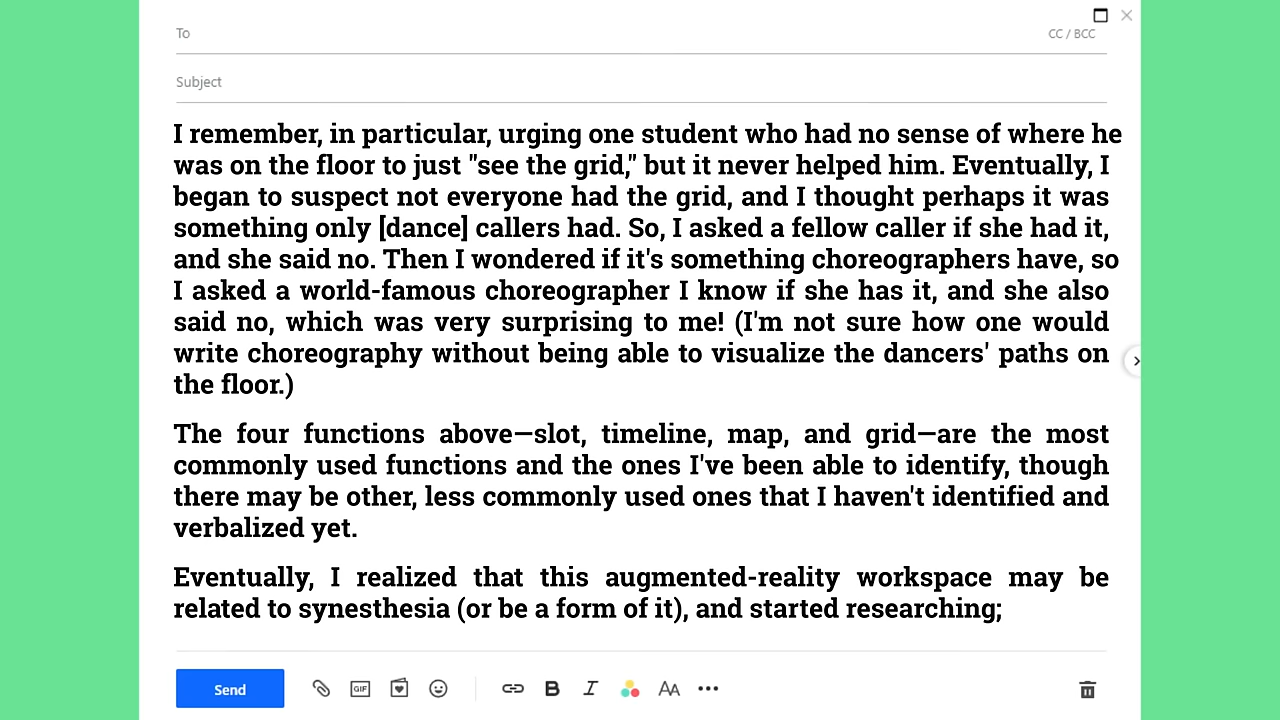 To
CC / BCC
Subject
I remember, in particular, urging one student who had no sense of where he
was on the floor to just "see the grid," but it never helped him. Eventually, I
began to suspect not everyone had the grid, and I thought perhaps it was
something only [dance] callers had. So, I asked a fellow caller if she had it,
and she said no. Then I wondered if it's something choreographers have, so
I asked a world-famous choreographer I know if she has it, and she also
said no, which was very surprising to me! (I'm not sure how one would
write choreography without being able to visualize the dancers' paths on
the floor.)
The four functions above—slot, timeline, map, and grid—are the most
commonly used functions and the ones I've been able to identify, though
there may be other, less commonly used ones that I haven't identified and
verbalized yet.
Eventually, I realized that this augmented-reality workspace may be
related to synesthesia (or be a form of it), and started researching;
Send
GIF
B I AA